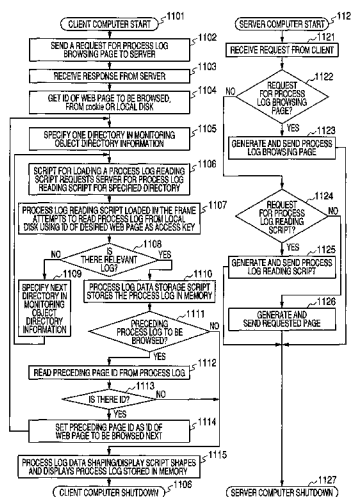 CLIENT COMPUTER START
1101
1102
SEND A REQUEST FOR PROCESS LOG
BROWSING PAGE TO SERVER
1103
RECEIVE RESPONSE FROM SERVER
1104
GET ID OF WEB PAGE TO BE BROWSED,
FROM cookie OR LOCAL DISK
1105
SPECIFY ONE DIRECTORY IN MONITORING
OBJECT DIRECTORY INFORMATION
1106
SCRIPT FOR LOADING A PROCESS LOG READING
SCRIPT REQUESTS SERVER FOR PROCESS LOG
READING SCRIPT FOR SPECIFIED DIRECTORY
1107
PROCESS LOG READING SCRIPT LOADED IN THE FRAME
ATTEMPTS TO READ PROCESS LOG FROM LOCAL
DISK USING ID OF DESIRED WEB PAGE AS ACCESS KEY
1108
IS
THERE RELEVANT
LOG?
NO
YES
1109
SPECIFY NEXT
DIRECTORY IN
MONITORING
OBJECT
DIRECTORY
INFORMATION
1110
PROCESS LOG DATA STORAGE SCRIPT
STORES THE PROCESS LOG IN MEMORY
1111
PRECEDING
PROCESS LOG TO BE
BROWSED?
NO
YES
1112
READ PRECEDING PAGE ID FROM PROCESS LOG
1113
IS THERE ID?
NO
YES
1114
SET PRECEDING PAGE ID AS ID OF
WEB PAGE TO BE BROWSED NEXT
1115
PROCESS LOG DATA SHAPING/DISPLAY SCRIPT SHAPES
AND DISPLAYS PROCESS LOG STORED IN MEMORY
CLIENT COMPUTER SHUTDOWN
1106
112
SERVER COMPUTER START
1121
RECEIVE REQUEST FROM CLIENT
1122
REQUEST
FOR PROCESS
LOG BROWSING
PAGE?
NO
YES
1123
GENERATE AND SEND PROCESS
LOG BROWSING PAGE
1124
REQUEST
FOR PROCESS
LOG READING
SCRIPT?
NO
YES
1125
GENERATE AND SEND PROCESS
LOG READING SCRIPT
1126
GENERATE AND
SEND REQUESTED PAGE
1127
SERVER COMPUTER SHUTDOWN